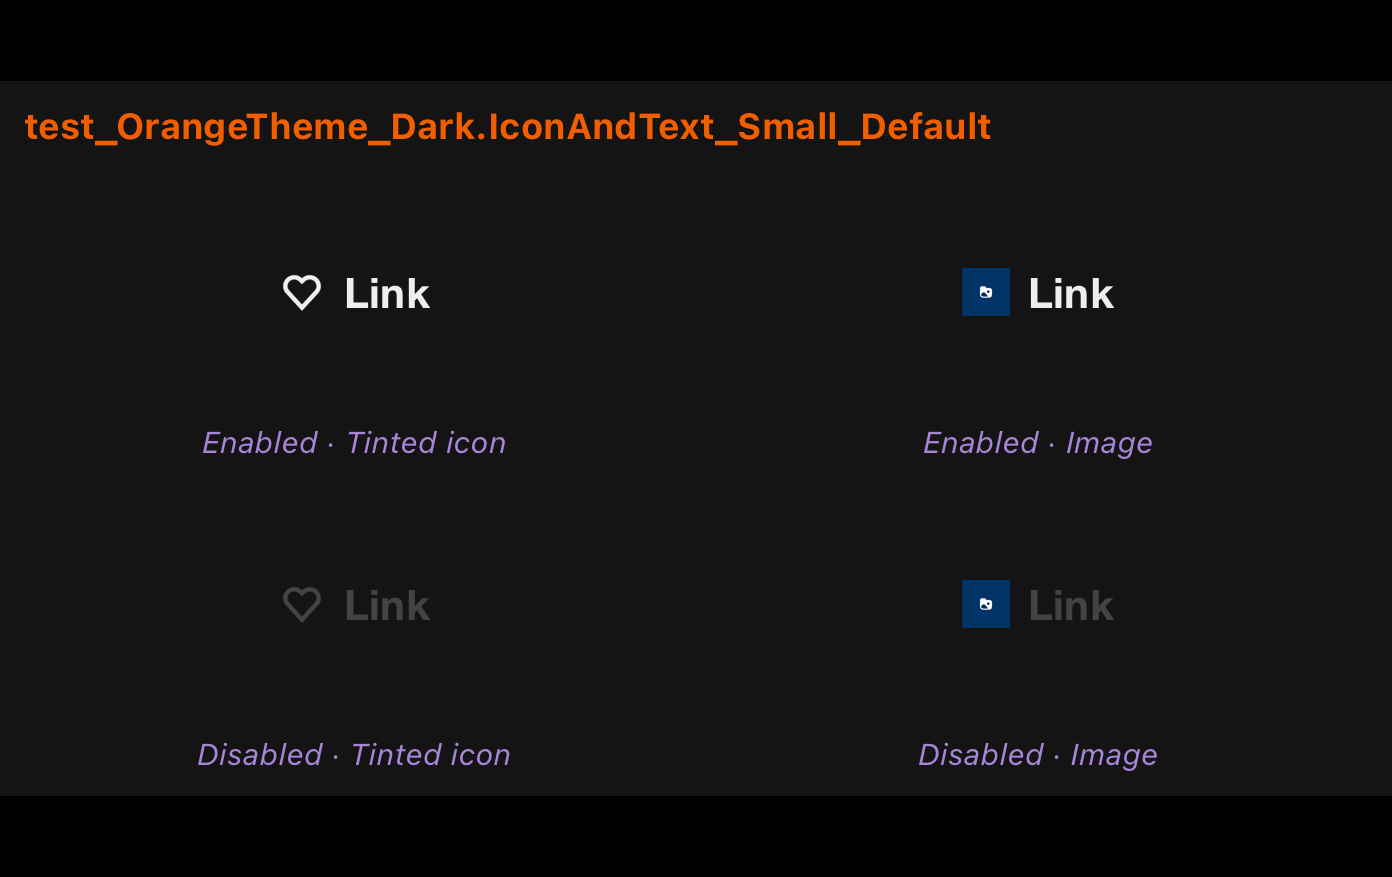 test_OrangeTheme_Dark.IconAndText_Small_Default
Link
Link
Enabled · Tinted icon
Enabled · Image
Link
Link
Disabled · Tinted icon
Disabled · Image